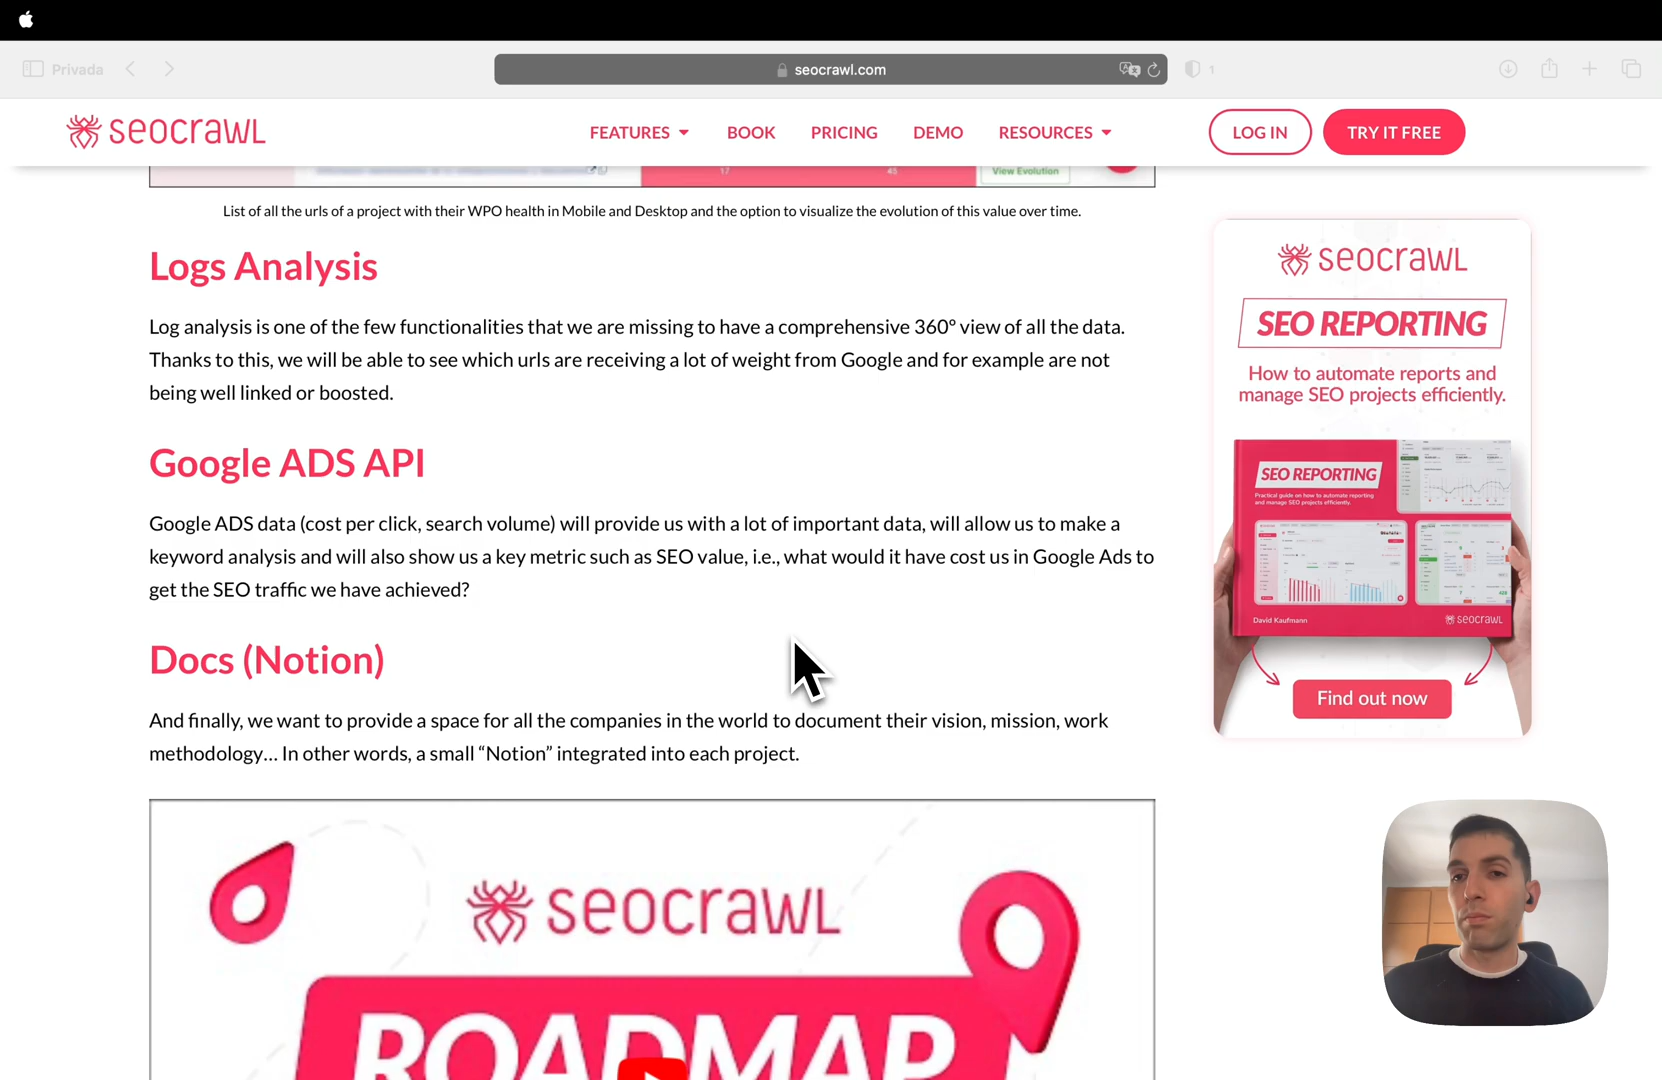 Privada
seocrawl.com
1
seocrawl
FEATURES
BOOK
PRICING
DEMO
RESOURCES
LOG IN
TRY IT FREE
17
45
View Evolution
List of all the urls of a project with their WPO health in Mobile and Desktop and the option to visualize the evolution of this value over time.
Logs Analysis
Log analysis is one of the few functionalities that we are missing to have a comprehensive 360º view of all the data.
Thanks to this, we will be able to see which urls are receiving a lot of weight from Google and for example are not
being well linked or boosted.
Google ADS API
Google ADS data (cost per click, search volume) will provide us with a lot of important data, will allow us to make a
keyword analysis and will also show us a key metric such as SEO value, i.e., what would it have cost us in Google Ads to
get the SEO traffic we have achieved?
Docs (Notion)
And finally, we want to provide a space for all the companies in the world to document their vision, mission, work
methodology… In other words, a small “Notion” integrated into each project.
seocrawl
ROADMAP
seocrawl
SEO REPORTING
How to automate reports and
manage SEO projects efficiently.
SEO REPORTING
Practical guide on how to automate reporting
and manage SEO projects efficiently.
David Kaufmann
seocrawl
Find out now